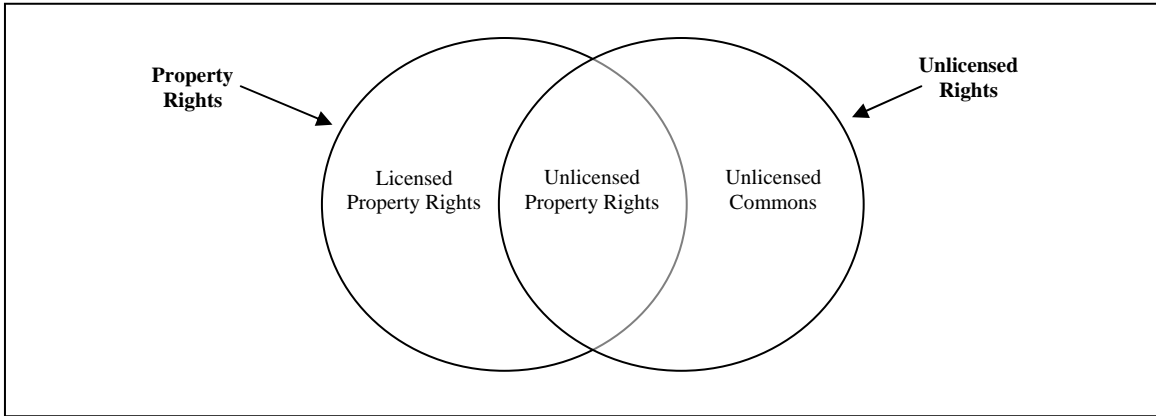 Property
Rights
Unlicensed
Rights
Licensed
Property Rights
Unlicensed
Property Rights
Unlicensed
Commons